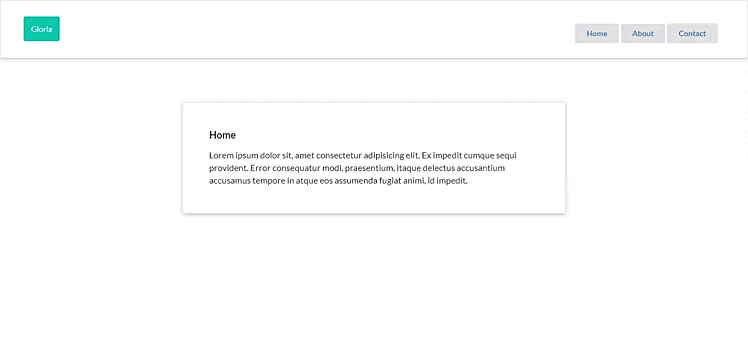 Gloria
Home
About
Contact
Home
Lorem ipsum dolor sit, amet consectetur adipisicing elit. Ex impedit cumque sequi
provident. Error consequatur modi, praesentium, itaque delectus accusantium
accusamus tempore in atque eos assumenda fugiat animi, id impedit.